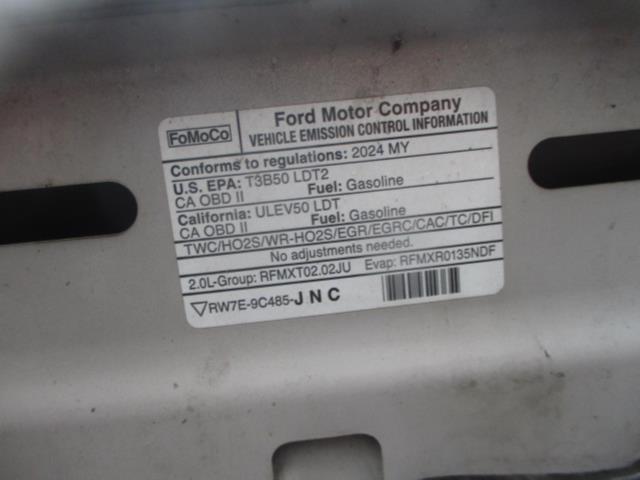 FoMoCo
Ford Motor Company
VEHICLE EMISSION CONTROL INFORMATION
Conforms to regulations: 2024 MY
U.S. EPA: T3B50 LDT2
CA OBD II Fuel: Gasoline
California: ULEV50 LDT
CA OBD II Fuel: Gasoline
TWC/HO2S/WR-HO2S/EGR/EGRC/CAC/TC/DFI
No adjustments needed.
2.0L-Group: RFMXT02.02JU Evap: RFMXR0135NDF
RW7E-9C485-JNC